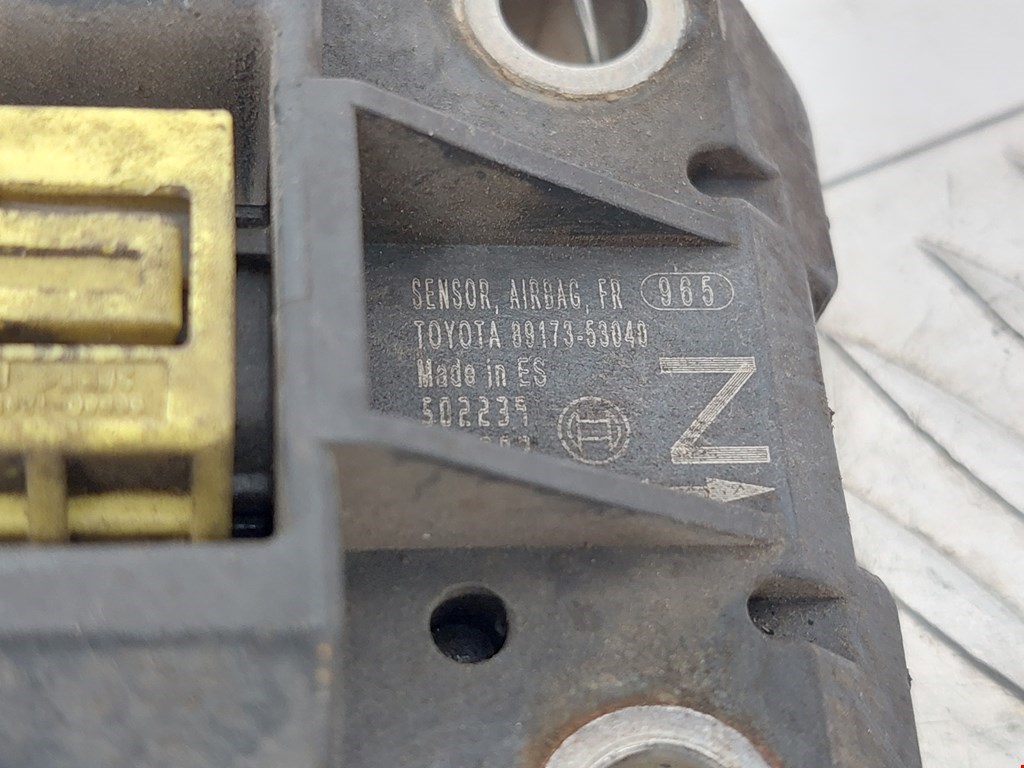 SENSOR, AIRBAG, FR 965
TOYOTA 89173-53040
Made in ES
502235
N